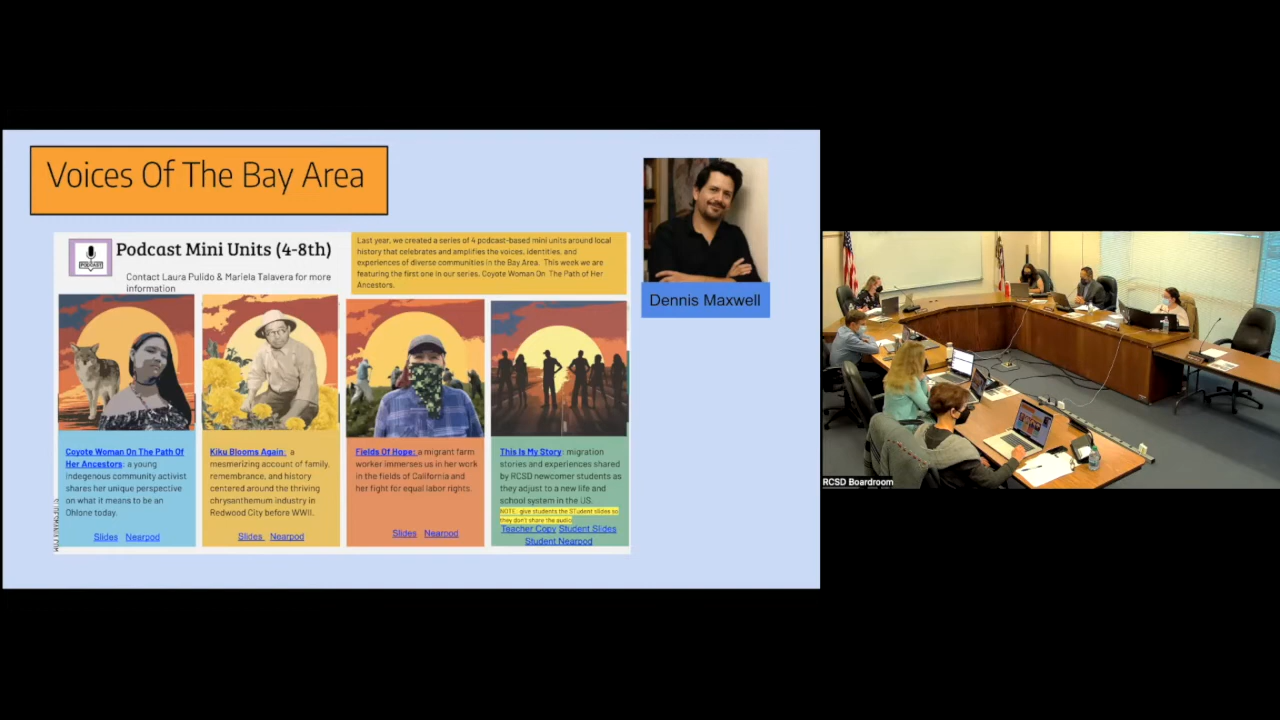 Voices Of The Bay Area
PODCAST
Podcast Mini Units (4-8th)
Contact Laura Pulido & Mariela Talavera for more
information
Last year, we created a series of 4 podcast-based mini units around local
history that celebrates and amplifies the voices, identities, and
experiences of diverse communities in the Bay Area. This week we are
featuring the first one in our series, Coyote Woman On The Path of Her
Ancestors.
Dennis Maxwell
Coyote Woman On The Path Of
Her Ancestors: a young
indegenous community activist
shares her unique perspective
on what it means to be an
Ohlone today.
Slides Nearpod
Kiku Blooms Again: a
mesmerizing account of family,
remembrance, and history
centered around the thriving
chrysanthemum industry in
Redwood City before WWII.
Slides Nearpod
Fields Of Hope: a migrant farm
worker immerses us in her work
in the fields of California and
her fight for equal labor rights.
Slides Nearpod
This Is My Story: migration
stories and experiences shared
by RCSD newcomer students as
they adjust to a new life and
school system in the US.
NOTE: give students the STudent slides so
they don't share the audio
Teacher Copy Student Slides
Student Nearpod
RCSD Boardroom